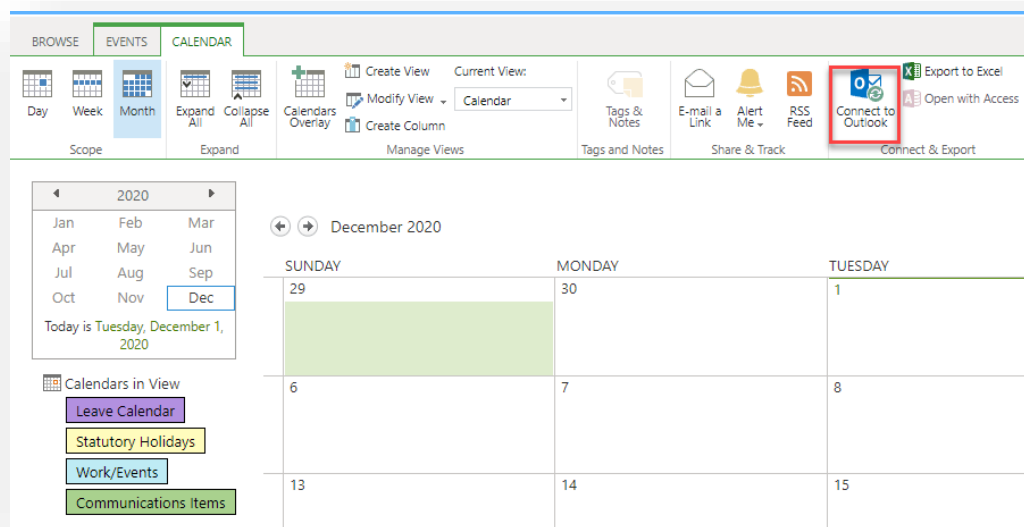 BROWSE EVENTS CALENDAR
Day Week Month
Scope
Expand All
Collapse All
Expand
Calendars Overlay
Create View
Modify View
Create Column
Current View:
Calendar
Manage Views
Tags & Notes
Tags and Notes
E-mail a Link
Alert Me
RSS Feed
Share & Track
Connect to Outlook
Export to Excel
Open with Access
Connect & Export
2020
Jan Feb Mar
Apr May Jun
Jul Aug Sep
Oct Nov Dec
Today is Tuesday, December 1,
2020
Calendars in View
Leave Calendar
Statutory Holidays
Work/Events
Communications Items
December 2020
SUNDAY MONDAY TUESDAY
29 30 1
6 7 8
13 14 15